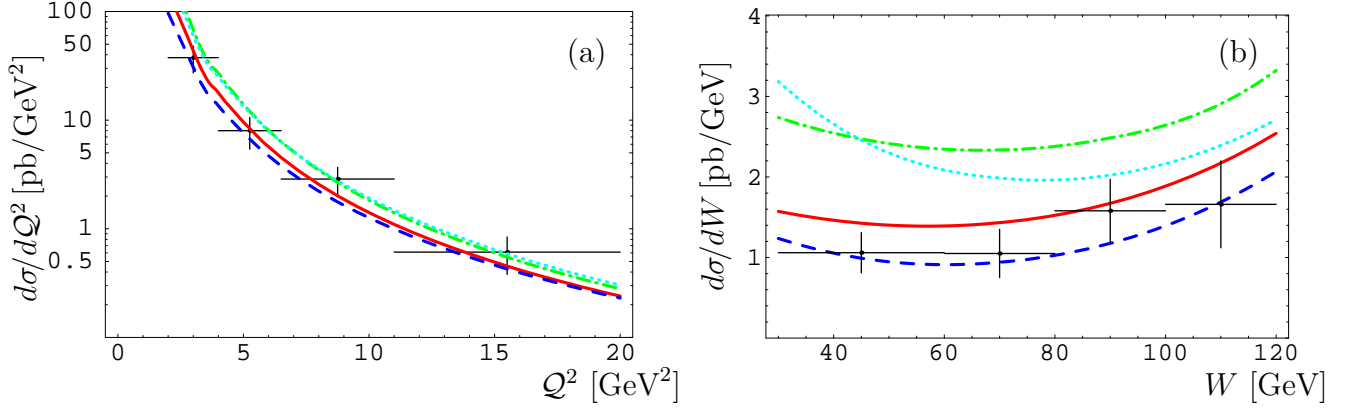 (a)
dσ/dQ² [pb/GeV²]
100
50
10
5
1
0.5
0 5 10 15 20
Q² [GeV²]
(b)
dσ/dW [pb/GeV]
4
3
2
1
40 60 80 100 120
W [GeV]